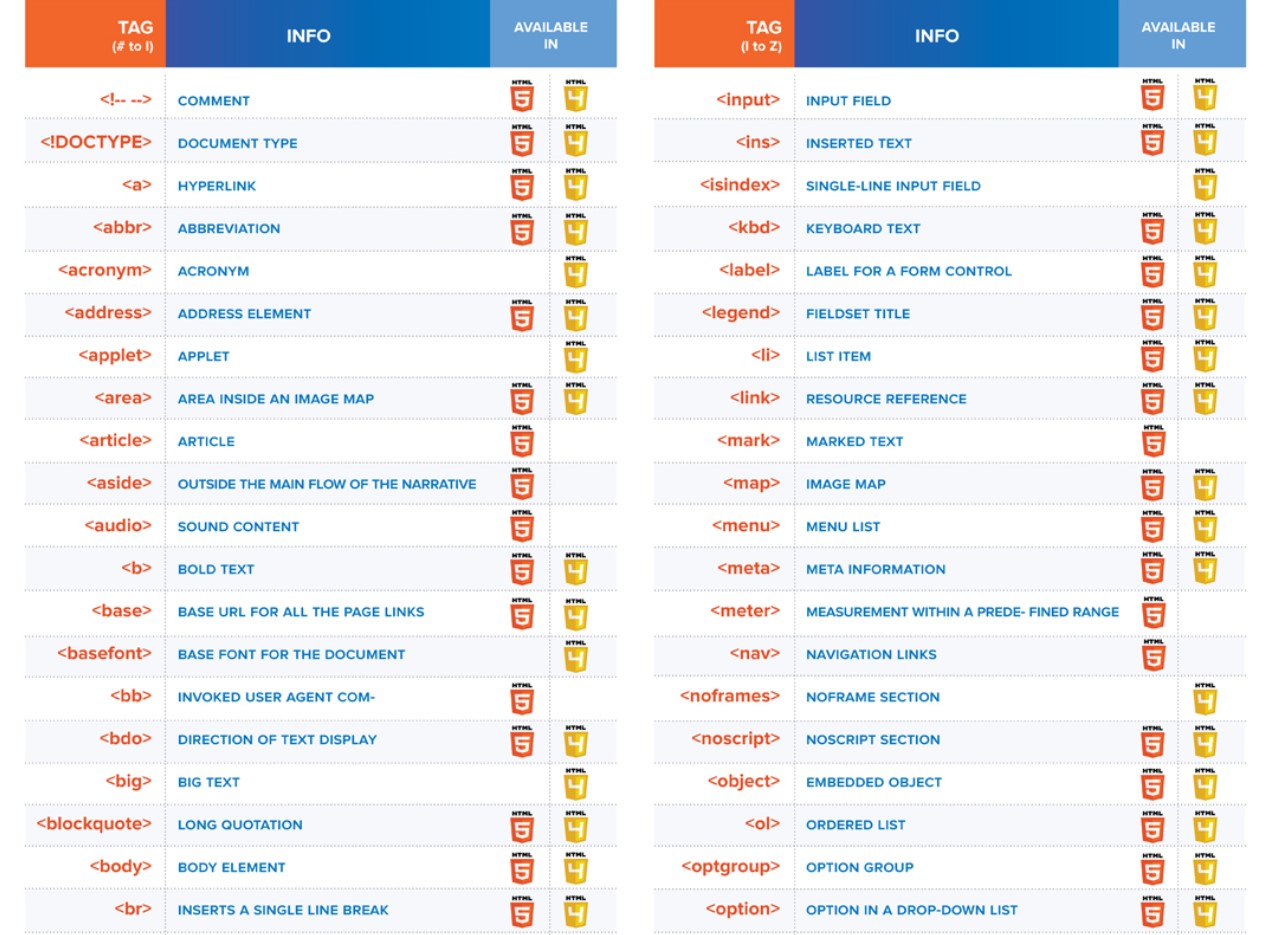 TAG
(# to I)
INFO
AVAILABLE
IN
<!-- --> COMMENT HTML 5 HTML 4
<!DOCTYPE> DOCUMENT TYPE HTML 5 HTML 4
<a> HYPERLINK HTML 5 HTML 4
<abbr> ABBREVIATION HTML 5 HTML 4
<acronym> ACRONYM HTML 4
<address> ADDRESS ELEMENT HTML 5 HTML 4
<applet> APPLET HTML 4
<area> AREA INSIDE AN IMAGE MAP HTML 5 HTML 4
<article> ARTICLE HTML 5
<aside> OUTSIDE THE MAIN FLOW OF THE NARRATIVE HTML 5
<audio> SOUND CONTENT HTML 5
<b> BOLD TEXT HTML 5 HTML 4
<base> BASE URL FOR ALL THE PAGE LINKS HTML 5 HTML 4
<basefont> BASE FONT FOR THE DOCUMENT HTML 4
<bb> INVOKED USER AGENT COM- HTML 5
<bdo> DIRECTION OF TEXT DISPLAY HTML 5 HTML 4
<big> BIG TEXT HTML 4
<blockquote> LONG QUOTATION HTML 5 HTML 4
<body> BODY ELEMENT HTML 5 HTML 4
<br> INSERTS A SINGLE LINE BREAK HTML 5 HTML 4
TAG
(I to Z)
INFO
AVAILABLE
IN
<input> INPUT FIELD HTML 5 HTML 4
<ins> INSERTED TEXT HTML 5 HTML 4
<isindex> SINGLE-LINE INPUT FIELD HTML 4
<kbd> KEYBOARD TEXT HTML 5 HTML 4
<label> LABEL FOR A FORM CONTROL HTML 5 HTML 4
<legend> FIELDSET TITLE HTML 5 HTML 4
<li> LIST ITEM HTML 5 HTML 4
<link> RESOURCE REFERENCE HTML 5 HTML 4
<mark> MARKED TEXT HTML 5
<map> IMAGE MAP HTML 5 HTML 4
<menu> MENU LIST HTML 5 HTML 4
<meta> META INFORMATION HTML 5 HTML 4
<meter> MEASUREMENT WITHIN A PREDE- FINED RANGE HTML 5
<nav> NAVIGATION LINKS HTML 5
<noframes> NOFRAME SECTION HTML 4
<noscript> NOSCRIPT SECTION HTML 5 HTML 4
<object> EMBEDDED OBJECT HTML 5 HTML 4
<ol> ORDERED LIST HTML 5 HTML 4
<optgroup> OPTION GROUP HTML 5 HTML 4
<option> OPTION IN A DROP-DOWN LIST HTML 5 HTML 4